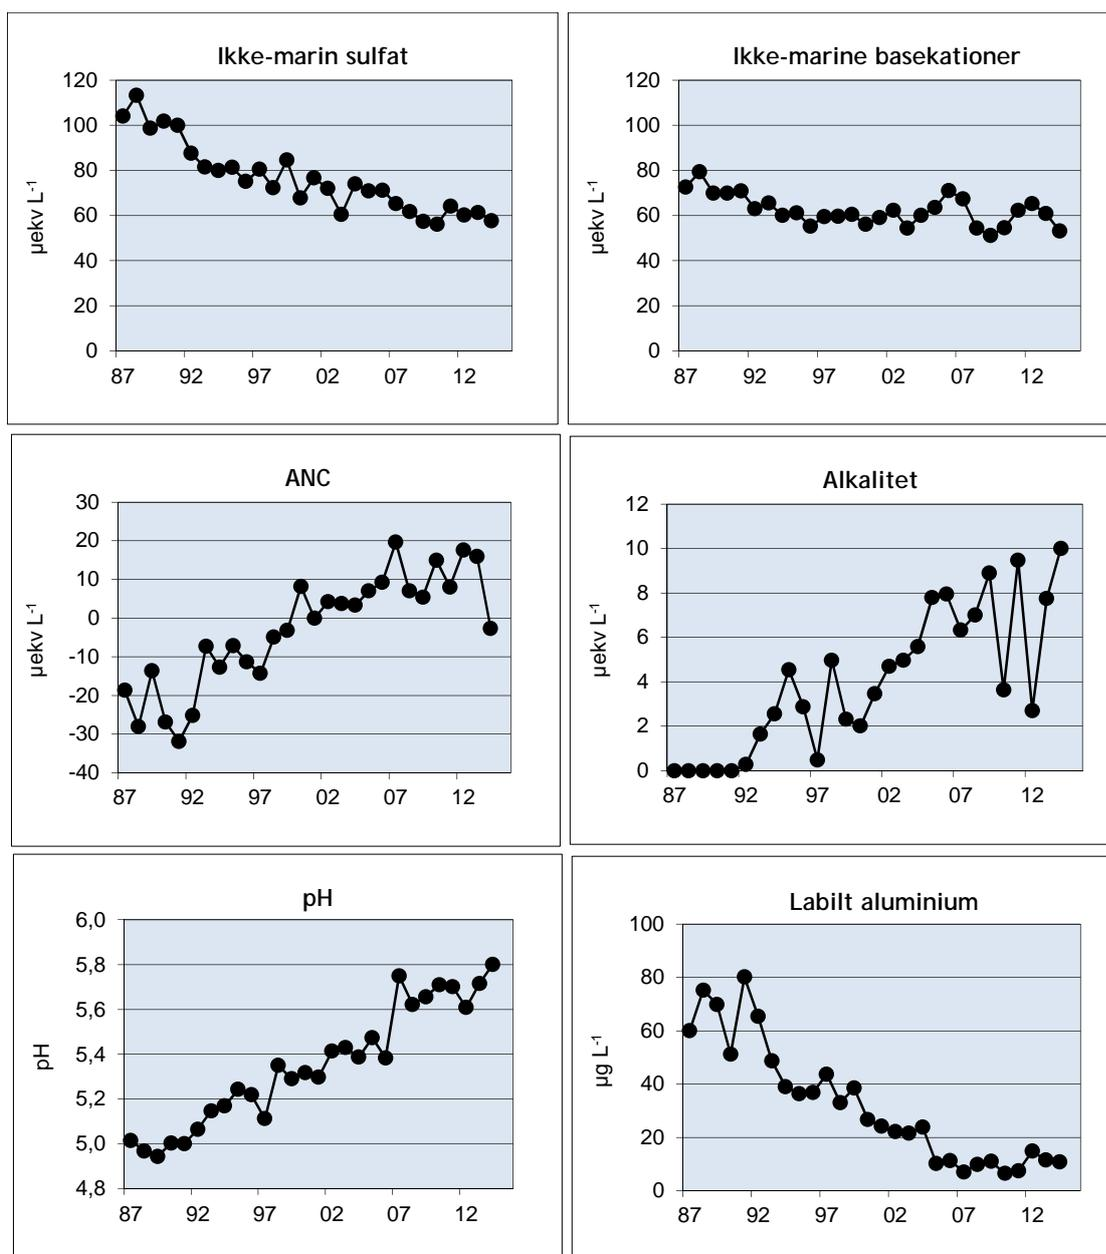 Ikke-marin sulfat
120
100
80
60
40
20
0
µekv L-1
87 92 97 02 07 12
Ikke-marine basekationer
120
100
80
60
40
20
0
µekv L-1
87 92 97 02 07 12
ANC
30
20
10
0
-10
-20
-30
-40
µekv L-1
87 92 97 02 07 12
Alkalitet
12
10
8
6
4
2
0
µekv L-1
87 92 97 02 07 12
pH
6,0
5,8
5,6
5,4
5,2
5,0
4,8
pH
87 92 97 02 07 12
Labilt aluminium
100
80
60
40
20
0
µg L-1
87 92 97 02 07 12